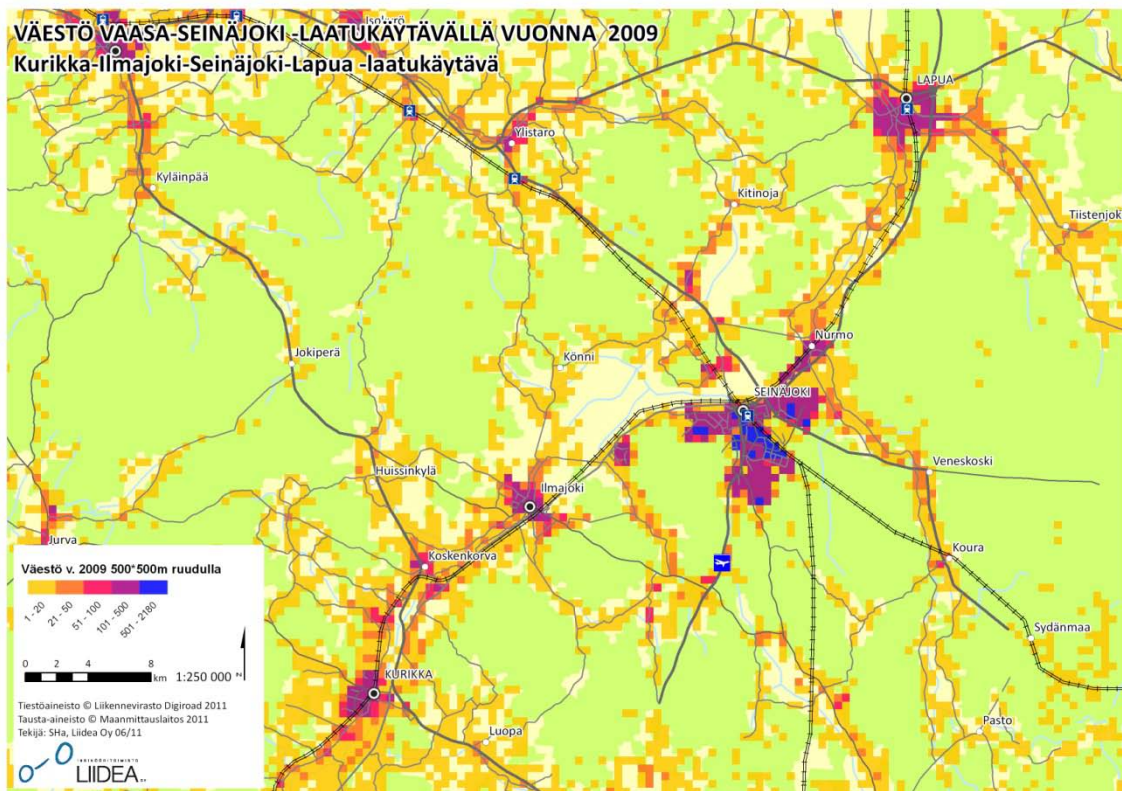 VÄESTÖ VAASA-SEINÄJOKI -LAATUKÄYTÄVÄLLÄ VUONNA 2009
Kurikka-Ilmajoki-Seinäjoki-Lapua -laatukäytävä
Isokyrö
LAPUA
Ylistaro
Kyläinpää
Kitinoja
Tiistenjoki
Nurmo
Könni
Jokiperä
SEINÄJOKI
Huissinkylä
Veneskoski
Ilmajoki
Jurva
Koura
Koskenkorva
Väestö v. 2009 500*500m ruudulla
1 - 20
21 - 50
51 - 100
101 - 500
501 - 2180
Sydänmaa
0 2 4 8
km
1:250 000
N
KURIKKA
Tiestöaineisto © Liikennevirasto Digiroad 2011
Tausta-aineisto © Maanmittauslaitos 2011
Tekijä: SHa, Liidea Oy 06/11
Luopa
Pasto
INSINÖÖRITOIMISTO
LIIDEA OY